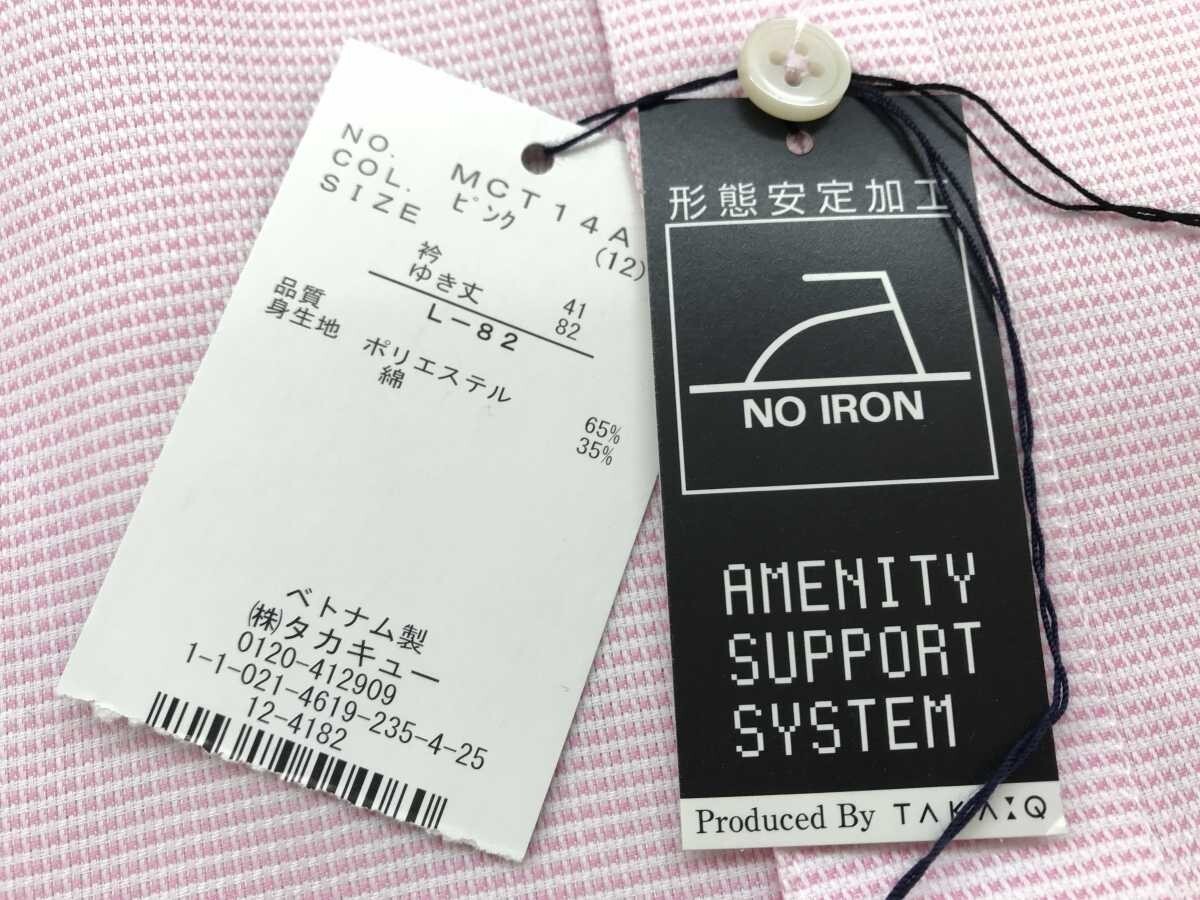 NO. MCT14A
COL. ピンク (12)
SIZE
衿 41
ゆき丈 82
L-82
品質
身生地 ポリエステル 65%
綿 35%
ベトナム製
(株)タカキュー
0120-412909
1-1-021-4619-235-4-25
12-4182
形態安定加工
NO IRON
AMENITY
SUPPORT
SYSTEM
Produced By TAKA:Q